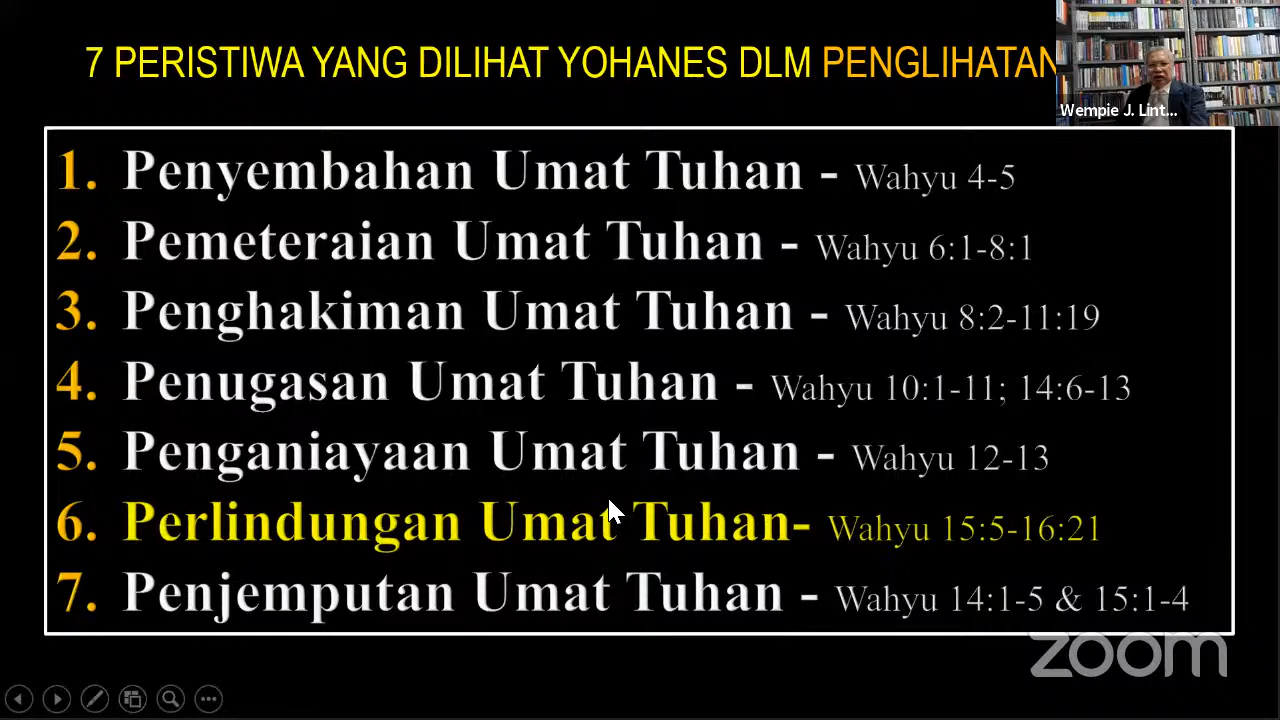 7 PERISTIWA YANG DILIHAT YOHANES DLM PENGLIHATAN
Wempie J. Lint...
1. Penyembahan Umat Tuhan - Wahyu 4-5
2. Pemeteraian Umat Tuhan - Wahyu 6:1-8:1
3. Penghakiman Umat Tuhan - Wahyu 8:2-11:19
4. Penugasan Umat Tuhan - Wahyu 10:1-11; 14:6-13
5. Penganiayaan Umat Tuhan - Wahyu 12-13
6. Perlindungan Umat Tuhan- Wahyu 15:5-16:21
7. Penjemputan Umat Tuhan - Wahyu 14:1-5 & 15:1-4
zoom